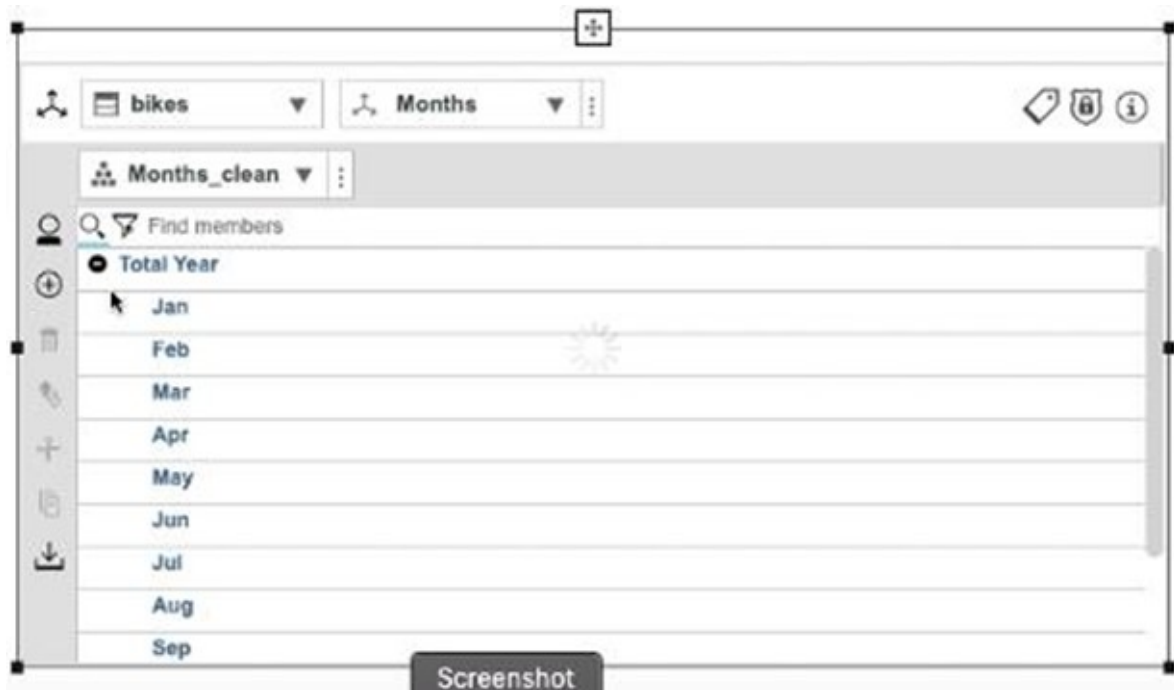 bikes Months
Months_clean
Find members
Total Year
Jan
Feb
Mar
Apr
May
Jun
Jul
Aug
Sep
Screenshot